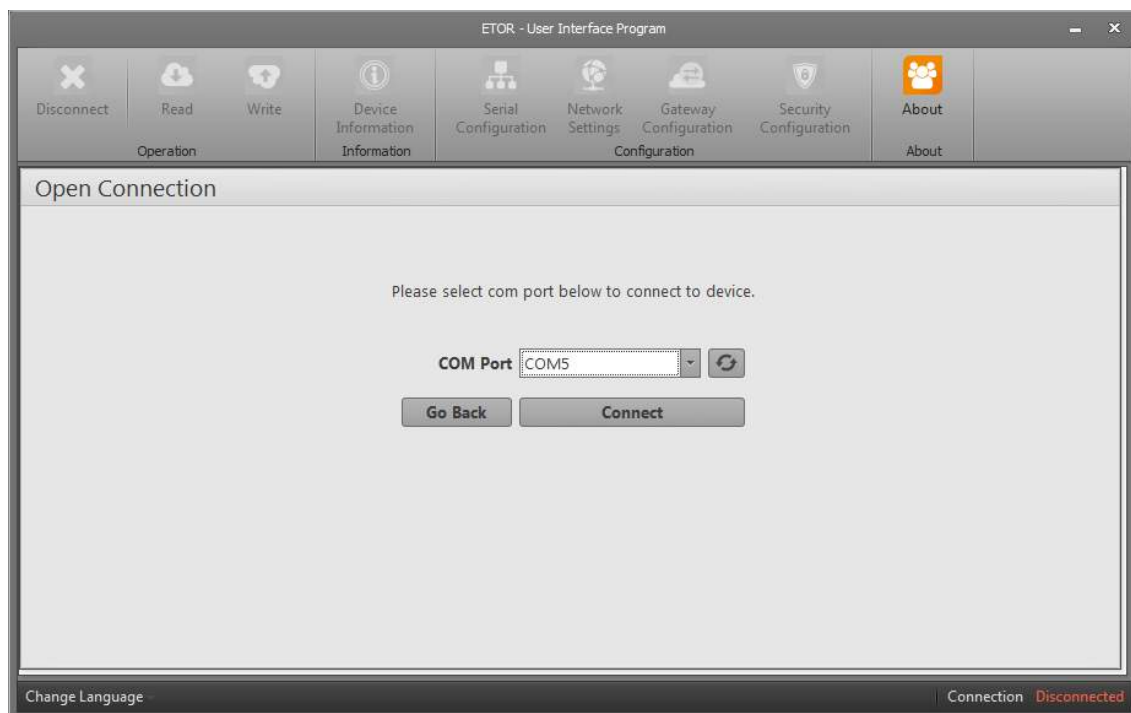 ETOR - User Interface Program
Disconnect
Read
Write
Operation
Device
Information
Information
Serial
Configuration
Network
Settings
Gateway
Configuration
Security
Configuration
Configuration
About
About
Open Connection
Please select com port below to connect to device.
COM Port COM5
Go Back Connect
Change Language Connection Disconnected